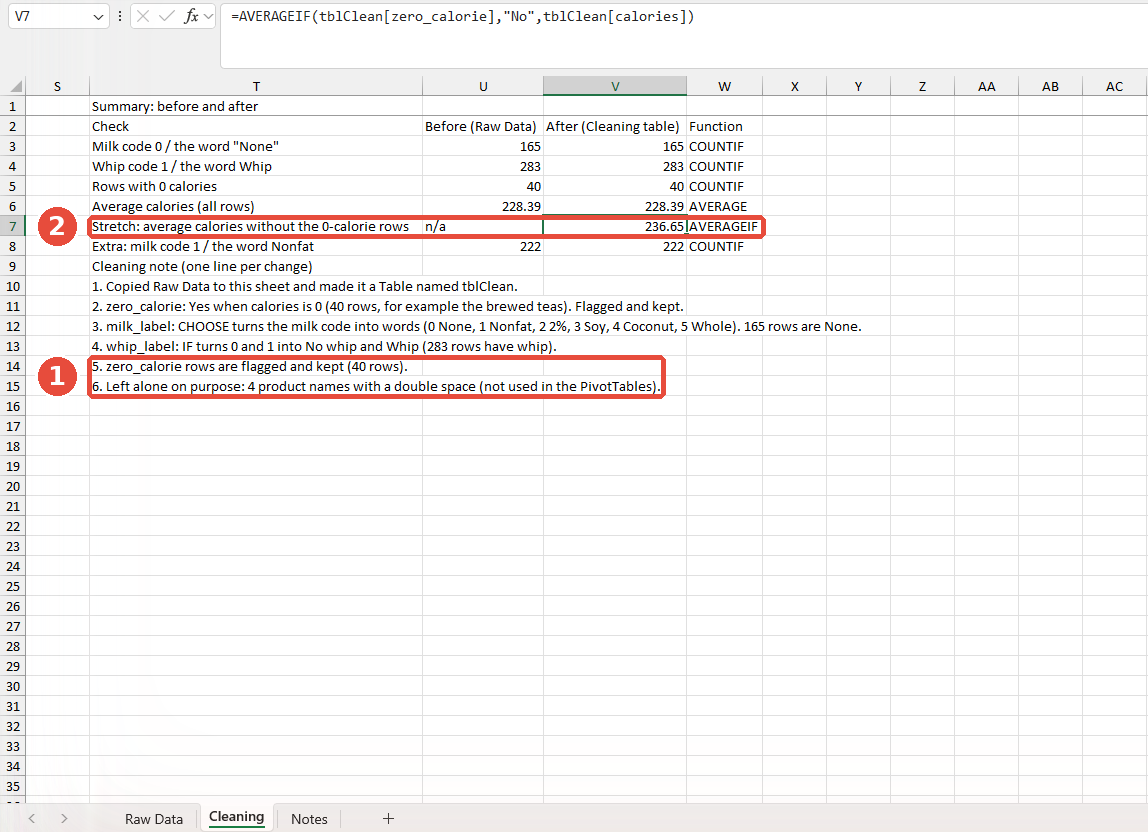 V7
fx
=AVERAGEIF(tblClean[zero_calorie],"No",tblClean[calories])
S T U V W X Y Z AA AB AC
1 Summary: before and after
2 Check Before (Raw Data) After (Cleaning table) Function
3 Milk code 0 / the word "None" 165 165 COUNTIF
4 Whip code 1 / the word Whip 283 283 COUNTIF
5 Rows with 0 calories 40 40 COUNTIF
6 Average calories (all rows) 228.39 228.39 AVERAGE
2
7 Stretch: average calories without the 0-calorie rows n/a 236.65 AVERAGEIF
8 Extra: milk code 1 / the word Nonfat 222 222 COUNTIF
9 Cleaning note (one line per change)
10 1. Copied Raw Data to this sheet and made it a Table named tblClean.
11 2. zero_calorie: Yes when calories is 0 (40 rows, for example the brewed teas). Flagged and kept.
12 3. milk_label: CHOOSE turns the milk code into words (0 None, 1 Nonfat, 2 2%, 3 Soy, 4 Coconut, 5 Whole). 165 rows are None.
13 4. whip_label: IF turns 0 and 1 into No whip and Whip (283 rows have whip).
1
14 5. zero_calorie rows are flagged and kept (40 rows).
15 6. Left alone on purpose: 4 product names with a double space (not used in the PivotTables).
16
17
18
19
20
21
22
23
24
25
26
27
28
29
30
31
32
33
34
35
Raw Data Cleaning Notes